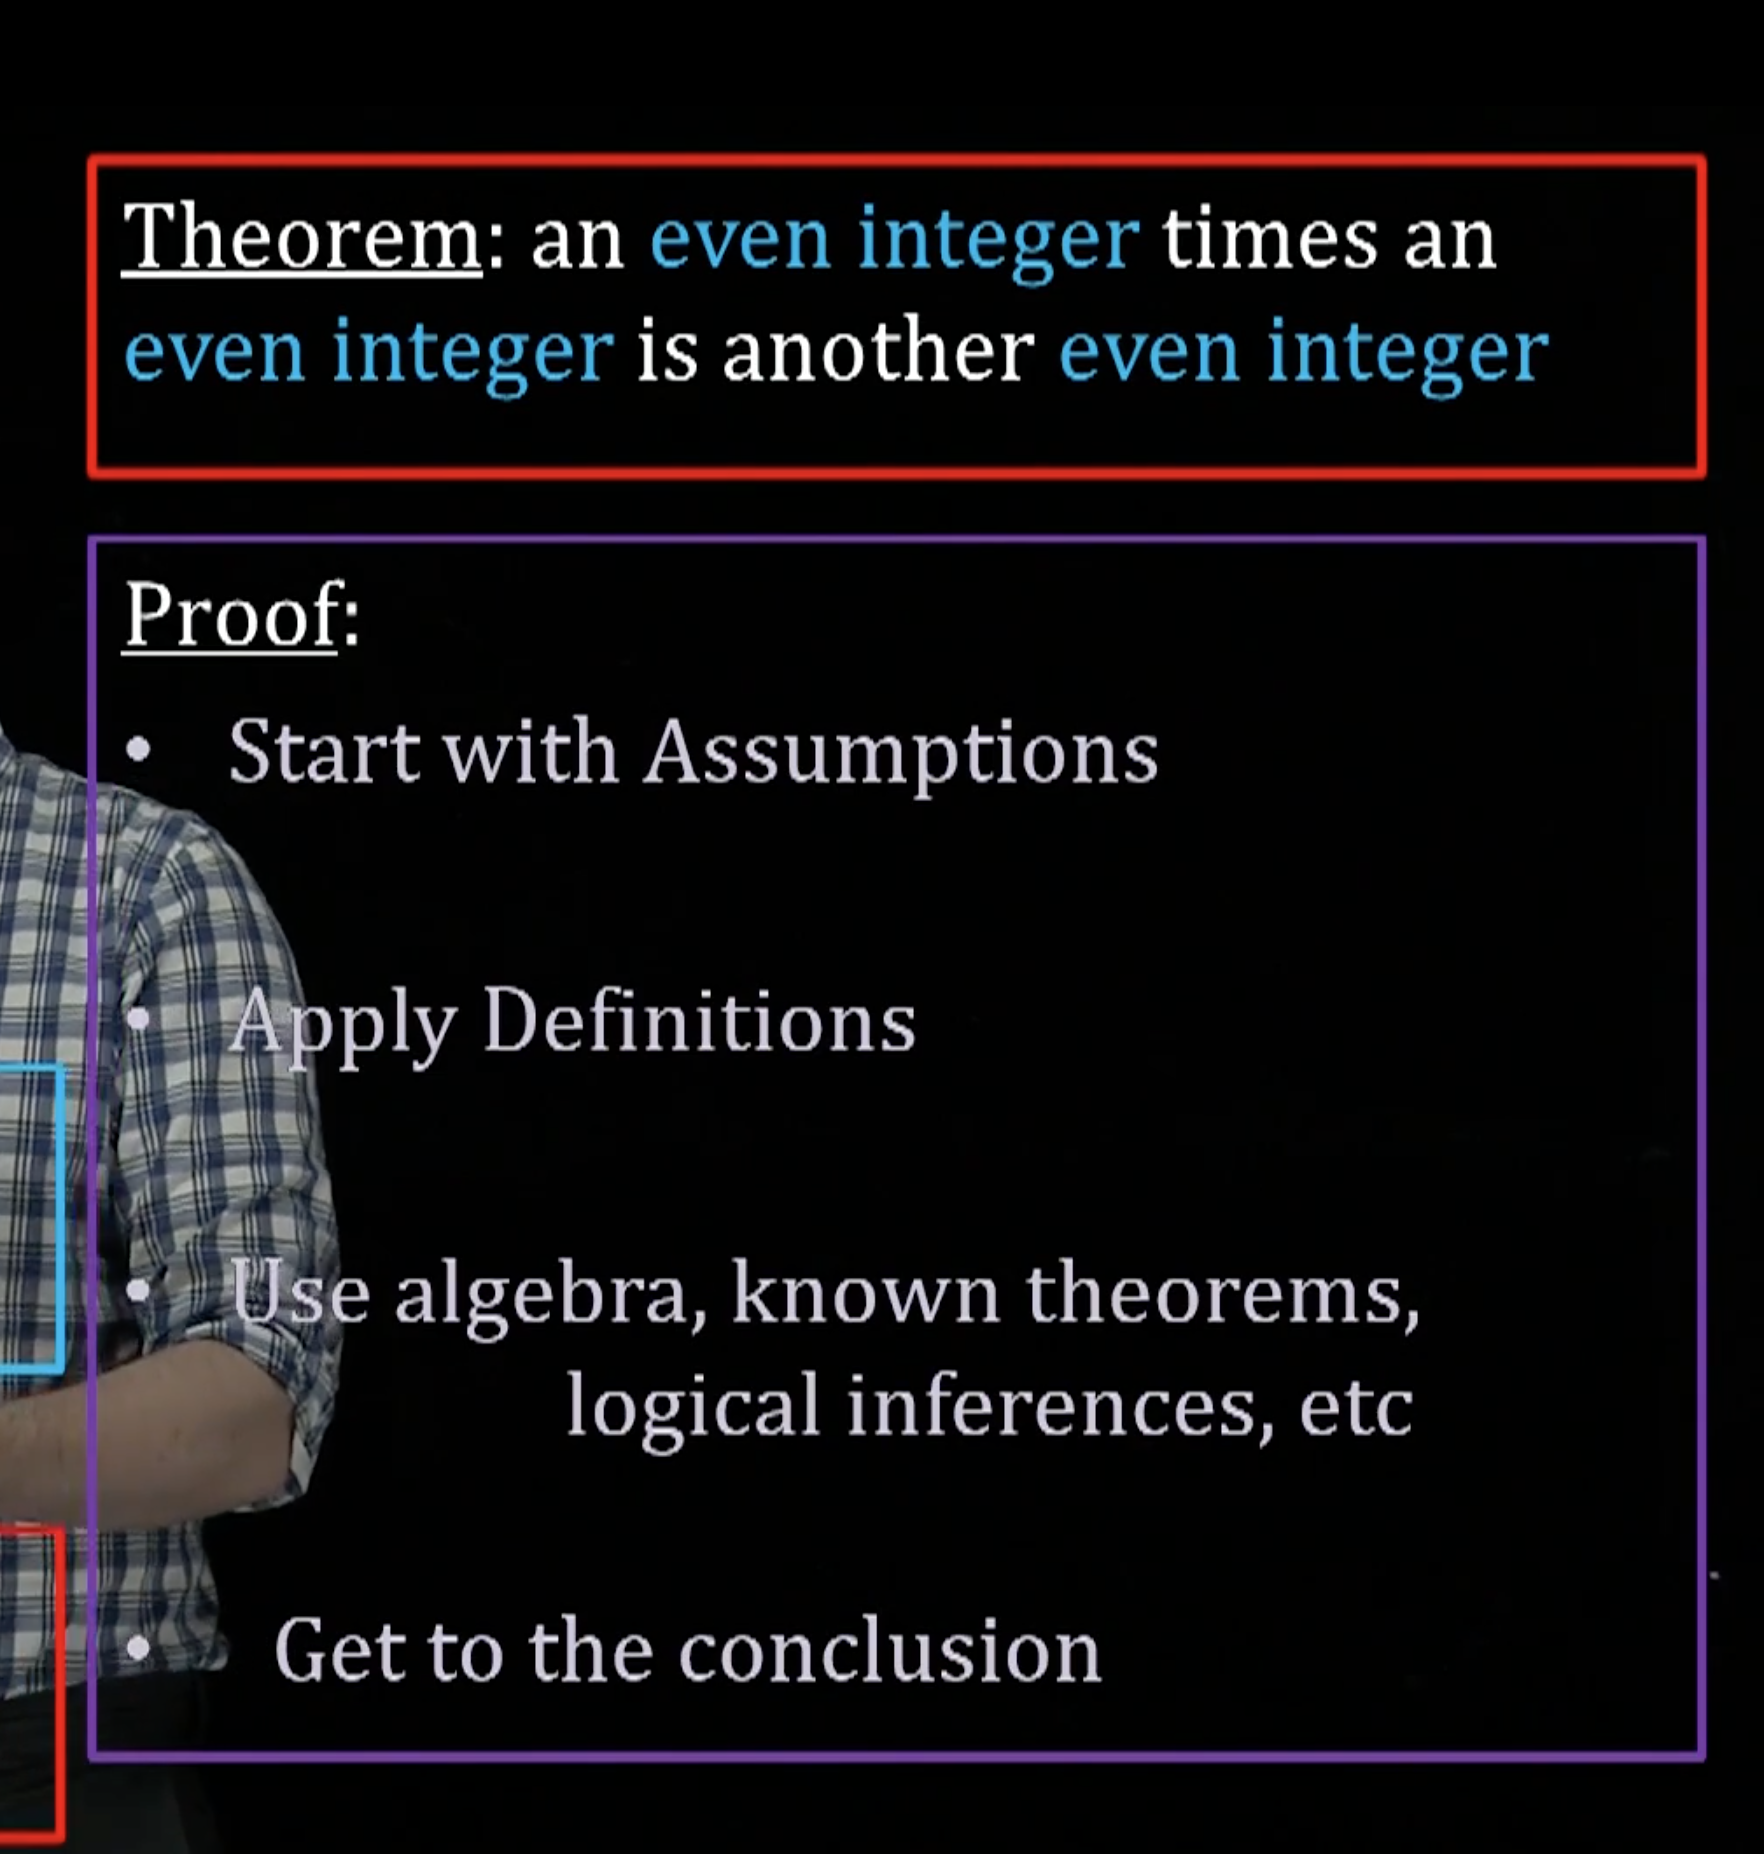 Theorem: an even integer times an
even integer is another even integer
Proof:
• Start with Assumptions
• Apply Definitions
• Use algebra, known theorems,
logical inferences, etc
• Get to the conclusion